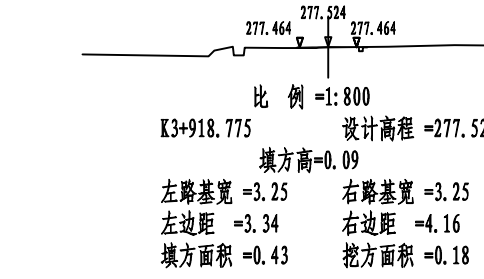 277.524
277.464 277.464
比 例 =1:800
K3+918.775 设计高程 =277.52
填方高=0.09
左路基宽 =3.25 右路基宽 =3.25
左边距 =3.34 右边距 =4.16
填方面积 =0.43 挖方面积 =0.18